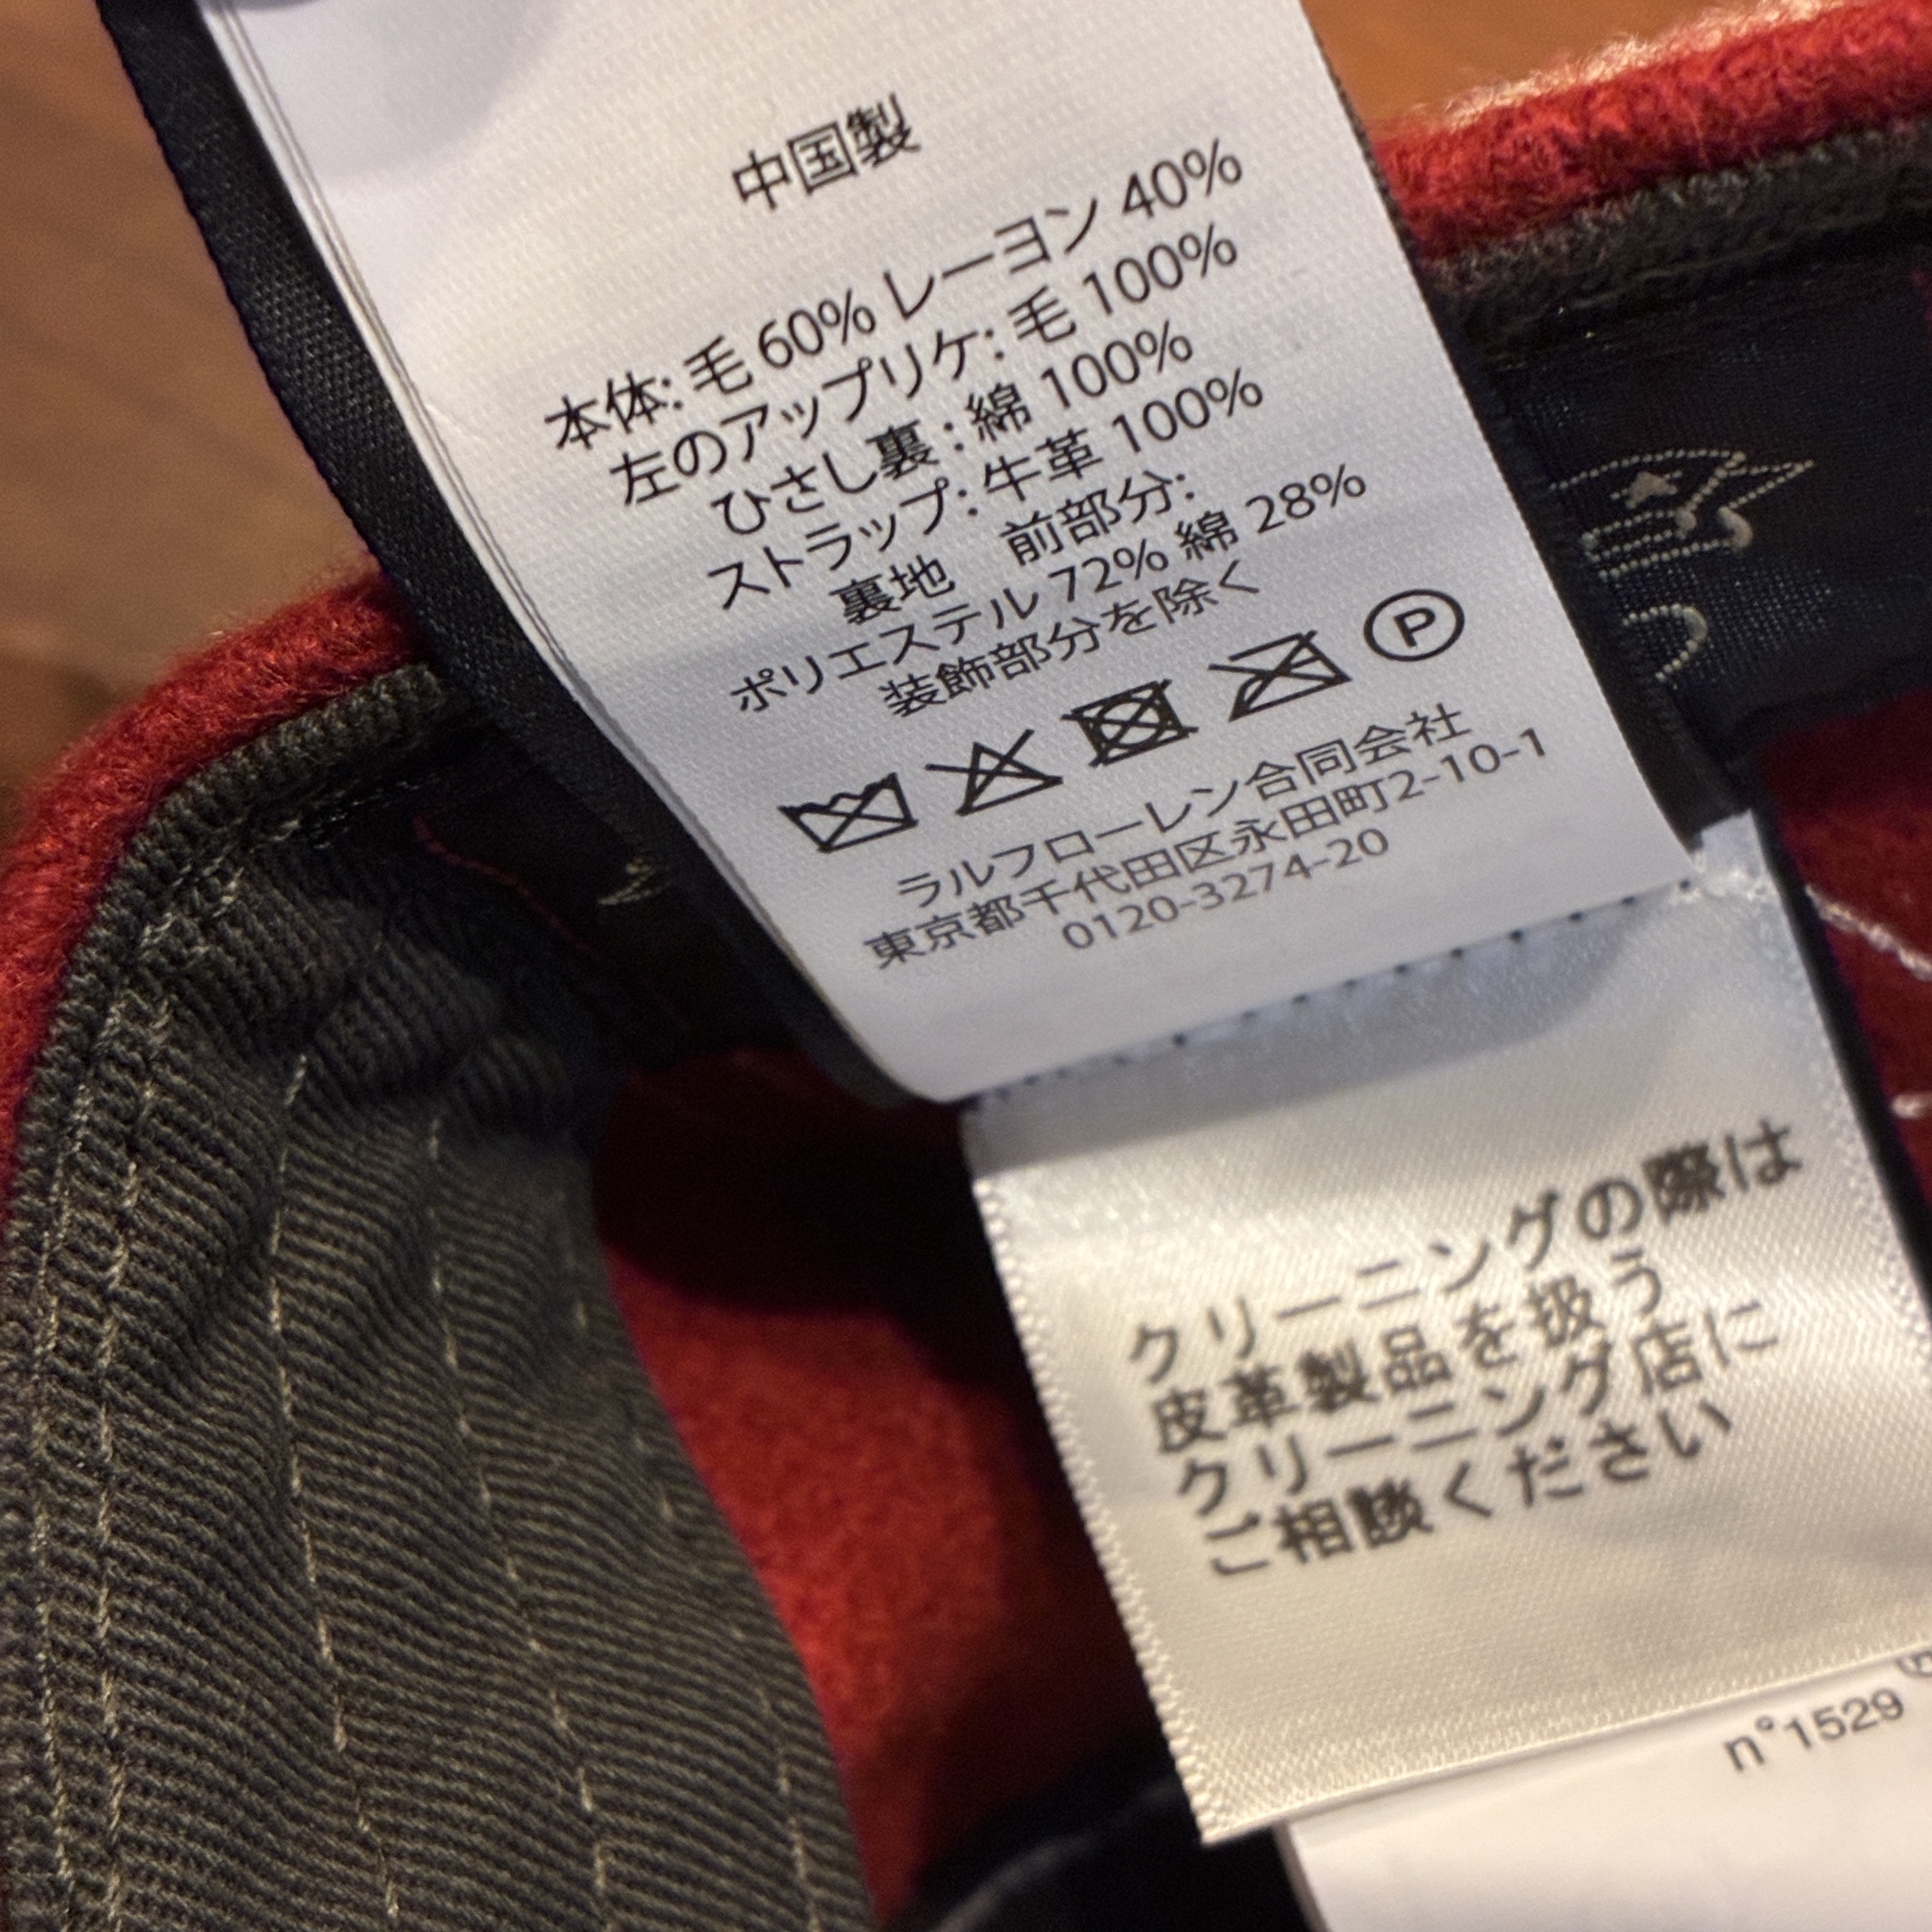 中国製
本体: 毛 60% レーヨン 40%
左のアップリケ: 毛 100%
ひさし裏 : 綿 100%
ストラップ: 牛革 100%
裏地　前部分:
ポリエステル 72% 綿 28%
装飾部分を除く
P
ラルフローレン合同会社
東京都千代田区永田町2-10-1
0120-3274-20
クリーニングの際は
皮革製品を扱う
クリーニング店に
ご相談ください
n°1529